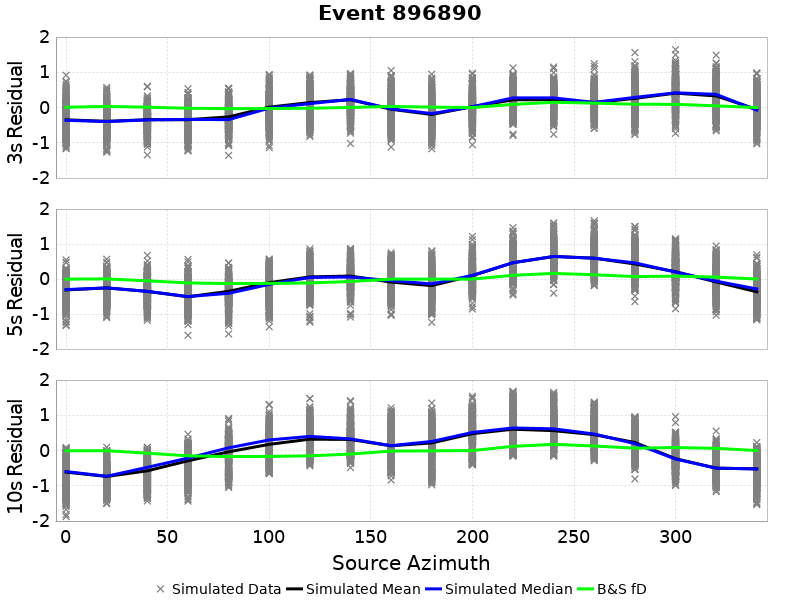 Event 896890
3s Residual
2
1
0
-1
-2
5s Residual
2
1
0
-1
-2
10s Residual
2
1
0
-1
-2
0 50 100 150 200 250 300
Source Azimuth
Simulated Data Simulated Mean Simulated Median B&S fD